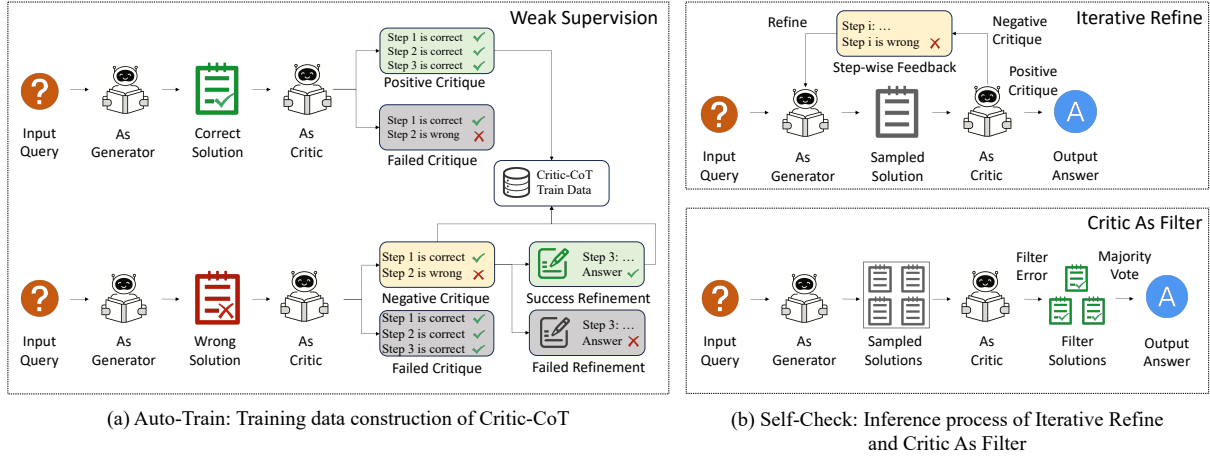 Weak Supervision
Step 1 is correct
Step 2 is correct
Step 3 is correct
Positive Critique
Step 1 is correct
Step 2 is wrong
Failed Critique
Input
Query
As
Generator
Correct
Solution
As
Critic
Critic-CoT
Train Data
Step 1 is correct
Step 2 is wrong
Negative Critique
Step 1 is correct
Step 2 is correct
Step 3 is correct
Failed Critique
Step 3: …
Answer
Success Refinement
Step 3: …
Answer
Failed Refinement
Input
Query
As
Generator
Wrong
Solution
As
Critic
(a) Auto-Train: Training data construction of Critic-CoT
Iterative Refine
Refine
Step i: …
Step i is wrong
Step-wise Feedback
Negative
Critique
Positive
Critique
A
Input
Query
As
Generator
Sampled
Solution
As
Critic
Output
Answer
Critic As Filter
Filter
Error
Majority
Vote
A
Input
Query
As
Generator
Sampled
Solutions
As
Critic
Filter
Solutions
Output
Answer
(b) Self-Check: Inference process of Iterative Refine
and Critic As Filter